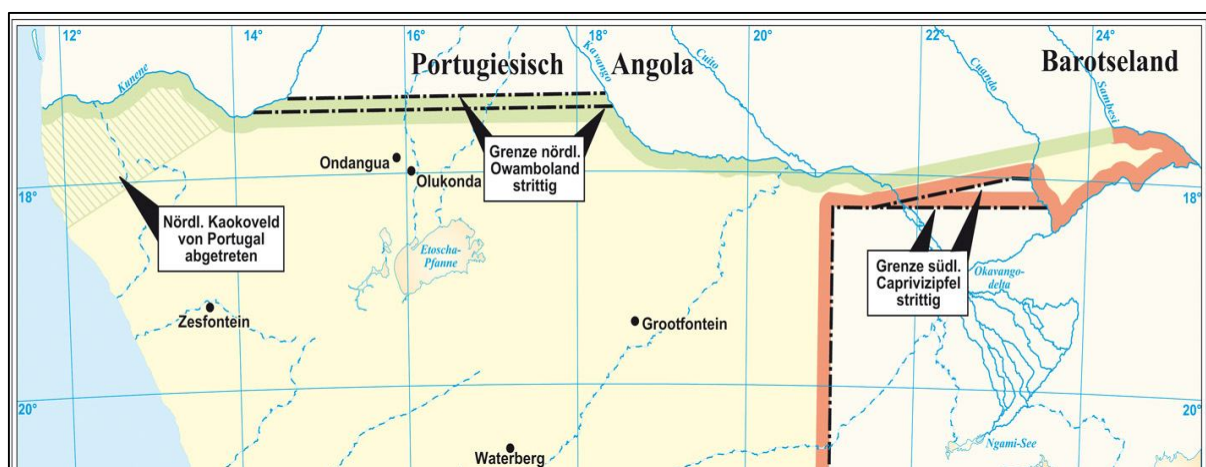 12°
14°
16°
18°
20°
22°
24°
Kunene
Kavango
Cuito
Cuando
Sambesi
Portugiesisch Angola
Barotseland
Ondangua
Olukonda
Grenze nördl.
Owamboland
strittig
18°
18°
Nördl. Kaokoveld
von Portugal
abgetreten
Etoscha-
Pfanne
Grenze südl.
Caprivizipfel
strittig
Okavango-
delta
Zesfontein
Grootfontein
20°
20°
Ngami-See
Waterberg